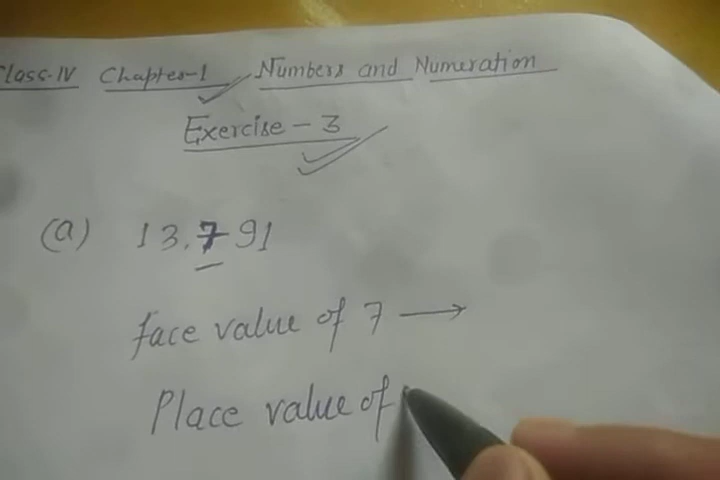 Class-IV Chapter-1 Numbers and Numeration
Exercise - 3
(a) 13,791
face value of 7 →
Place value of